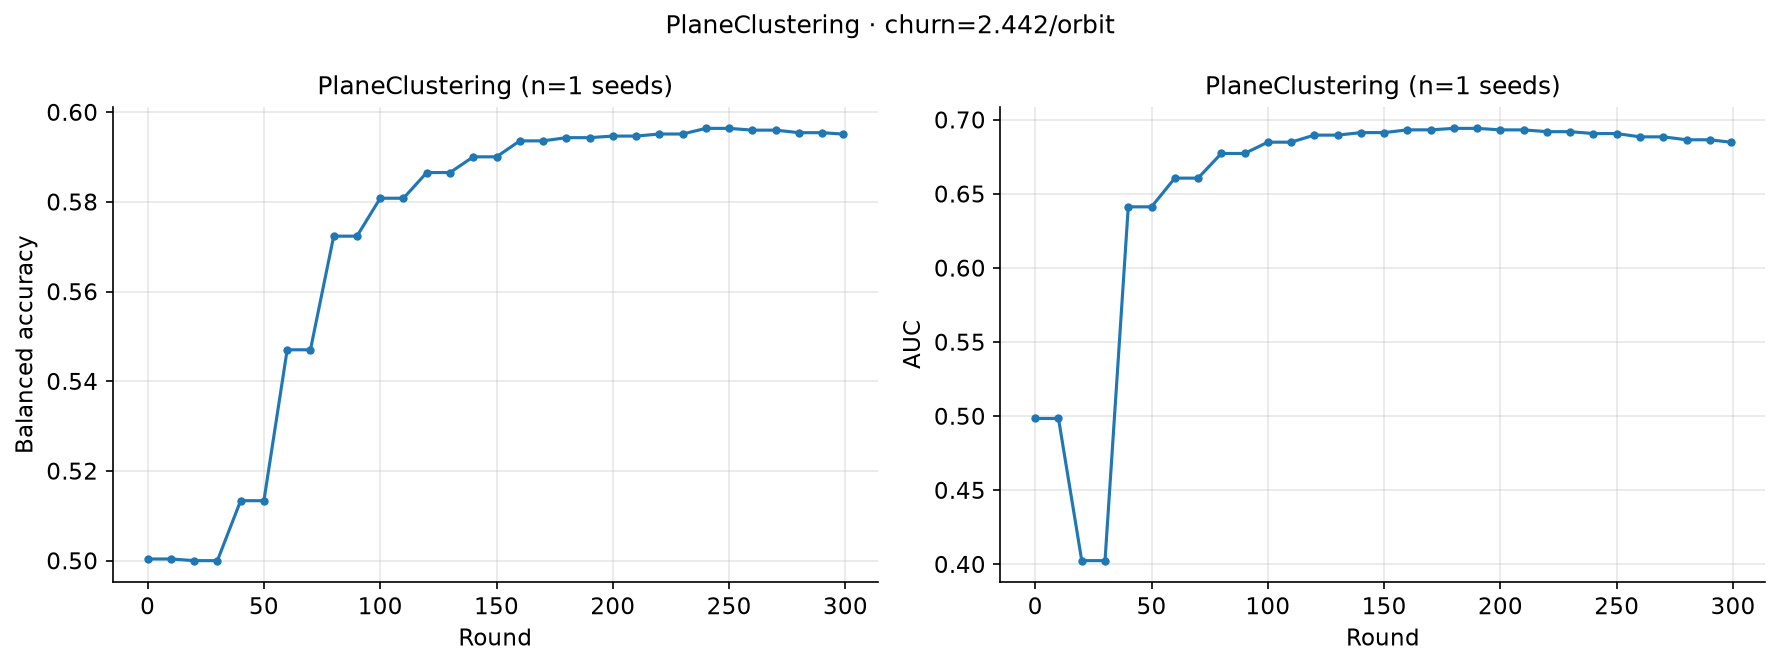 PlaneClustering · churn=2.442/orbit
PlaneClustering (n=1 seeds)
Balanced accuracy
0.60
0.58
0.56
0.54
0.52
0.50
0 50 100 150 200 250 300
Round
PlaneClustering (n=1 seeds)
AUC
0.70
0.65
0.60
0.55
0.50
0.45
0.40
0 50 100 150 200 250 300
Round